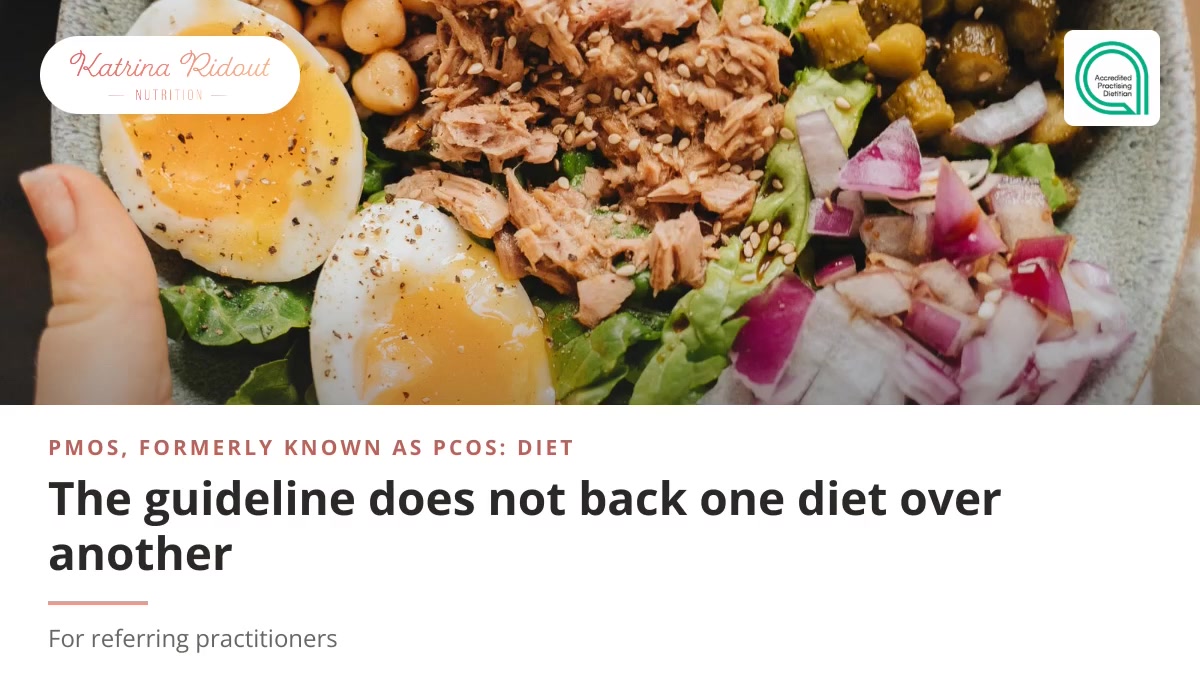 Katrina Ridout
NUTRITION
Accredited
Practising
Dietitian
PMOS, FORMERLY KNOWN AS PCOS: DIET
The guideline does not back one diet over
another
For referring practitioners